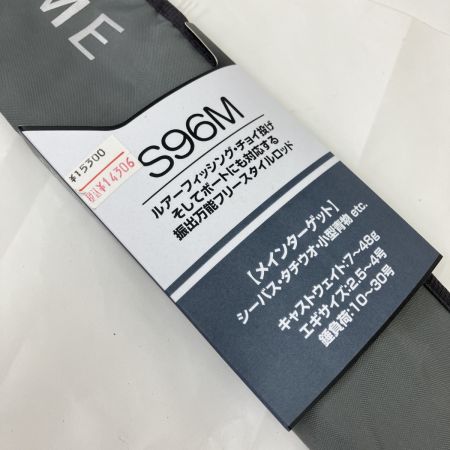 ME
¥15300
税込¥14306
S96M
ルアーフィッシング・チョイ投げ
そしてボートにも対応する
振出万能フリースタイルロッド
【メインターゲット】
シーバス・タチウオ・小型青物 etc.
キャストウェイト:7〜48g
エギサイズ:2.5〜4号
錘負荷:10〜30号